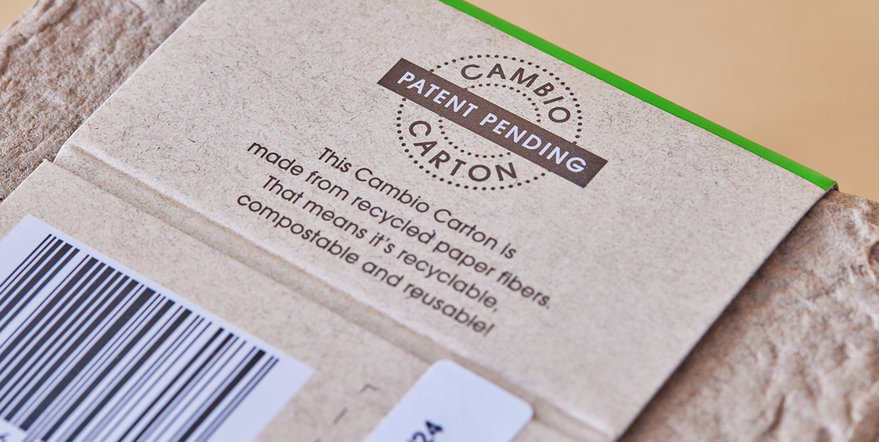 CAMBIO
PATENT PENDING
CARTON
This Cambio Carton is
made from recycled paper fibers.
That means it's recyclable,
compostable and reusable!
24